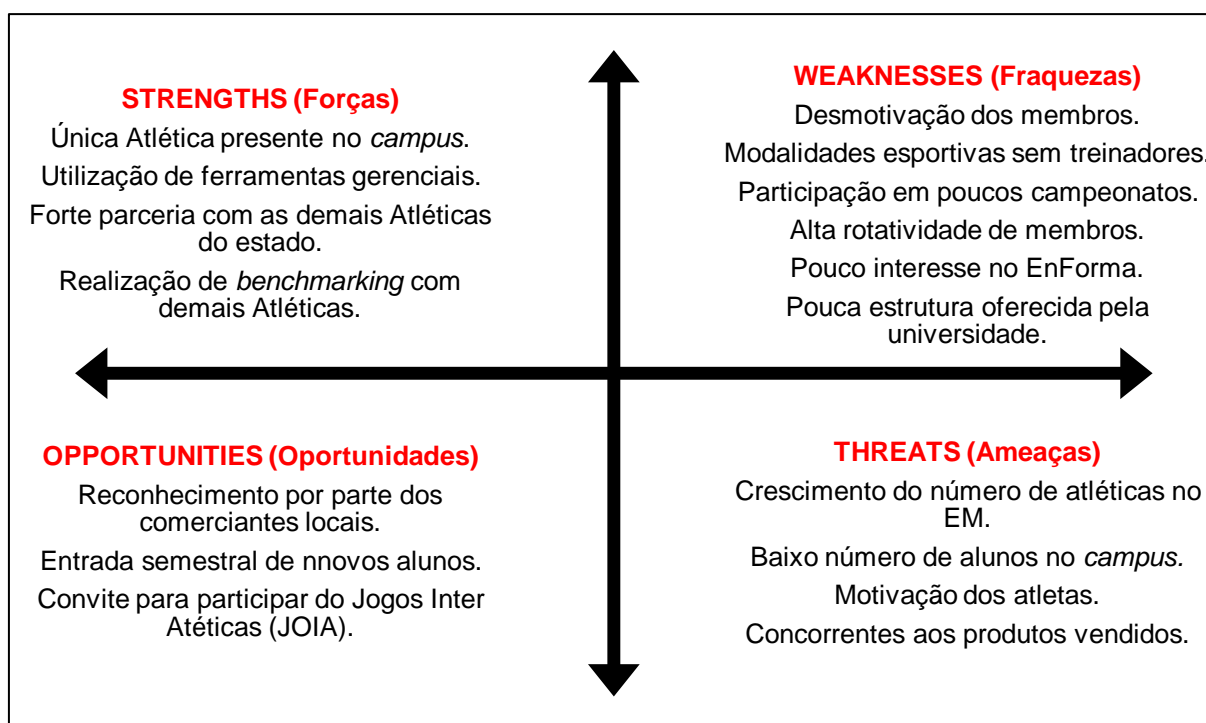 STRENGTHS (Forças)
Única Atlética presente no campus.
Utilização de ferramentas gerenciais.
Forte parceria com as demais Atléticas
do estado.
Realização de benchmarking com
demais Atléticas.
WEAKNESSES (Fraquezas)
Desmotivação dos membros.
Modalidades esportivas sem treinadores.
Participação em poucos campeonatos.
Alta rotatividade de membros.
Pouco interesse no EnForma.
Pouca estrutura oferecida pela
universidade.
OPPORTUNITIES (Oportunidades)
Reconhecimento por parte dos
comerciantes locais.
Entrada semestral de nnovos alunos.
Convite para participar do Jogos Inter
Atéticas (JOIA).
THREATS (Ameaças)
Crescimento do número de atléticas no
EM.
Baixo número de alunos no campus.
Motivação dos atletas.
Concorrentes aos produtos vendidos.